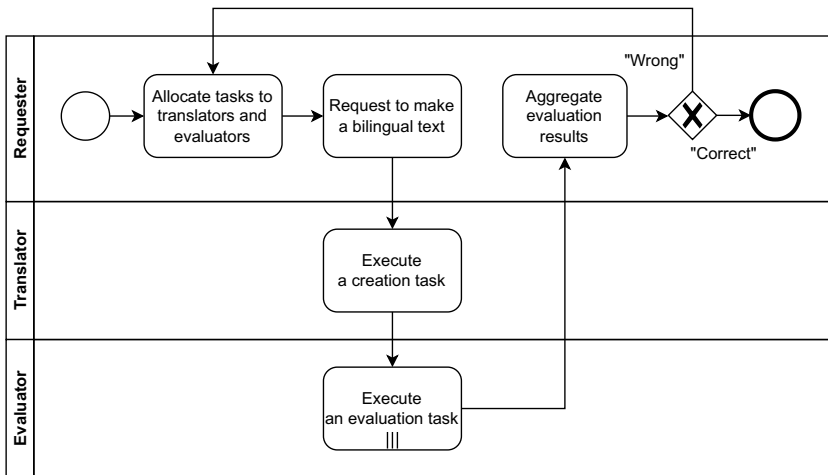 Requester
Allocate tasks to
translators and
evaluators
Request to make
a bilingual text
Aggregate
evaluation
results
"Wrong"
"Correct"
Translator
Execute
a creation task
Evaluator
Execute
an evaluation task